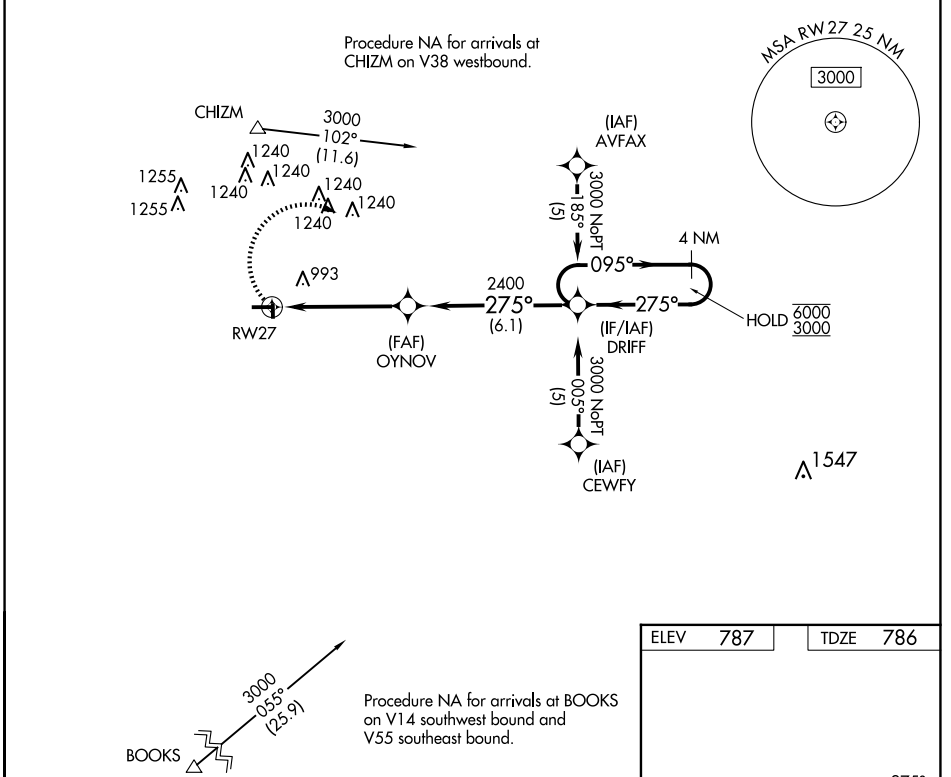 Procedure NA for arrivals at
CHIZM on V38 westbound.
MSA RW27 25 NM
3000
CHIZM
3000
102°
(11.6)
(IAF)
AVFAX
1240
1255
1240
1240
1240
1255
1240
1240
3000 NoPT
185°
(5)
4 NM
095°
993
2400
275°
(6.1)
275°
HOLD 6000
3000
RW27
(FAF)
OYNOV
(IF/IAF)
DRIFF
3000 NoPT
005°
(5)
(IAF)
CEWFY
1547
ELEV 787
TDZE 786
3000
055°
(25.9)
BOOKS
Procedure NA for arrivals at BOOKS
on V14 southwest bound and
V55 southeast bound.